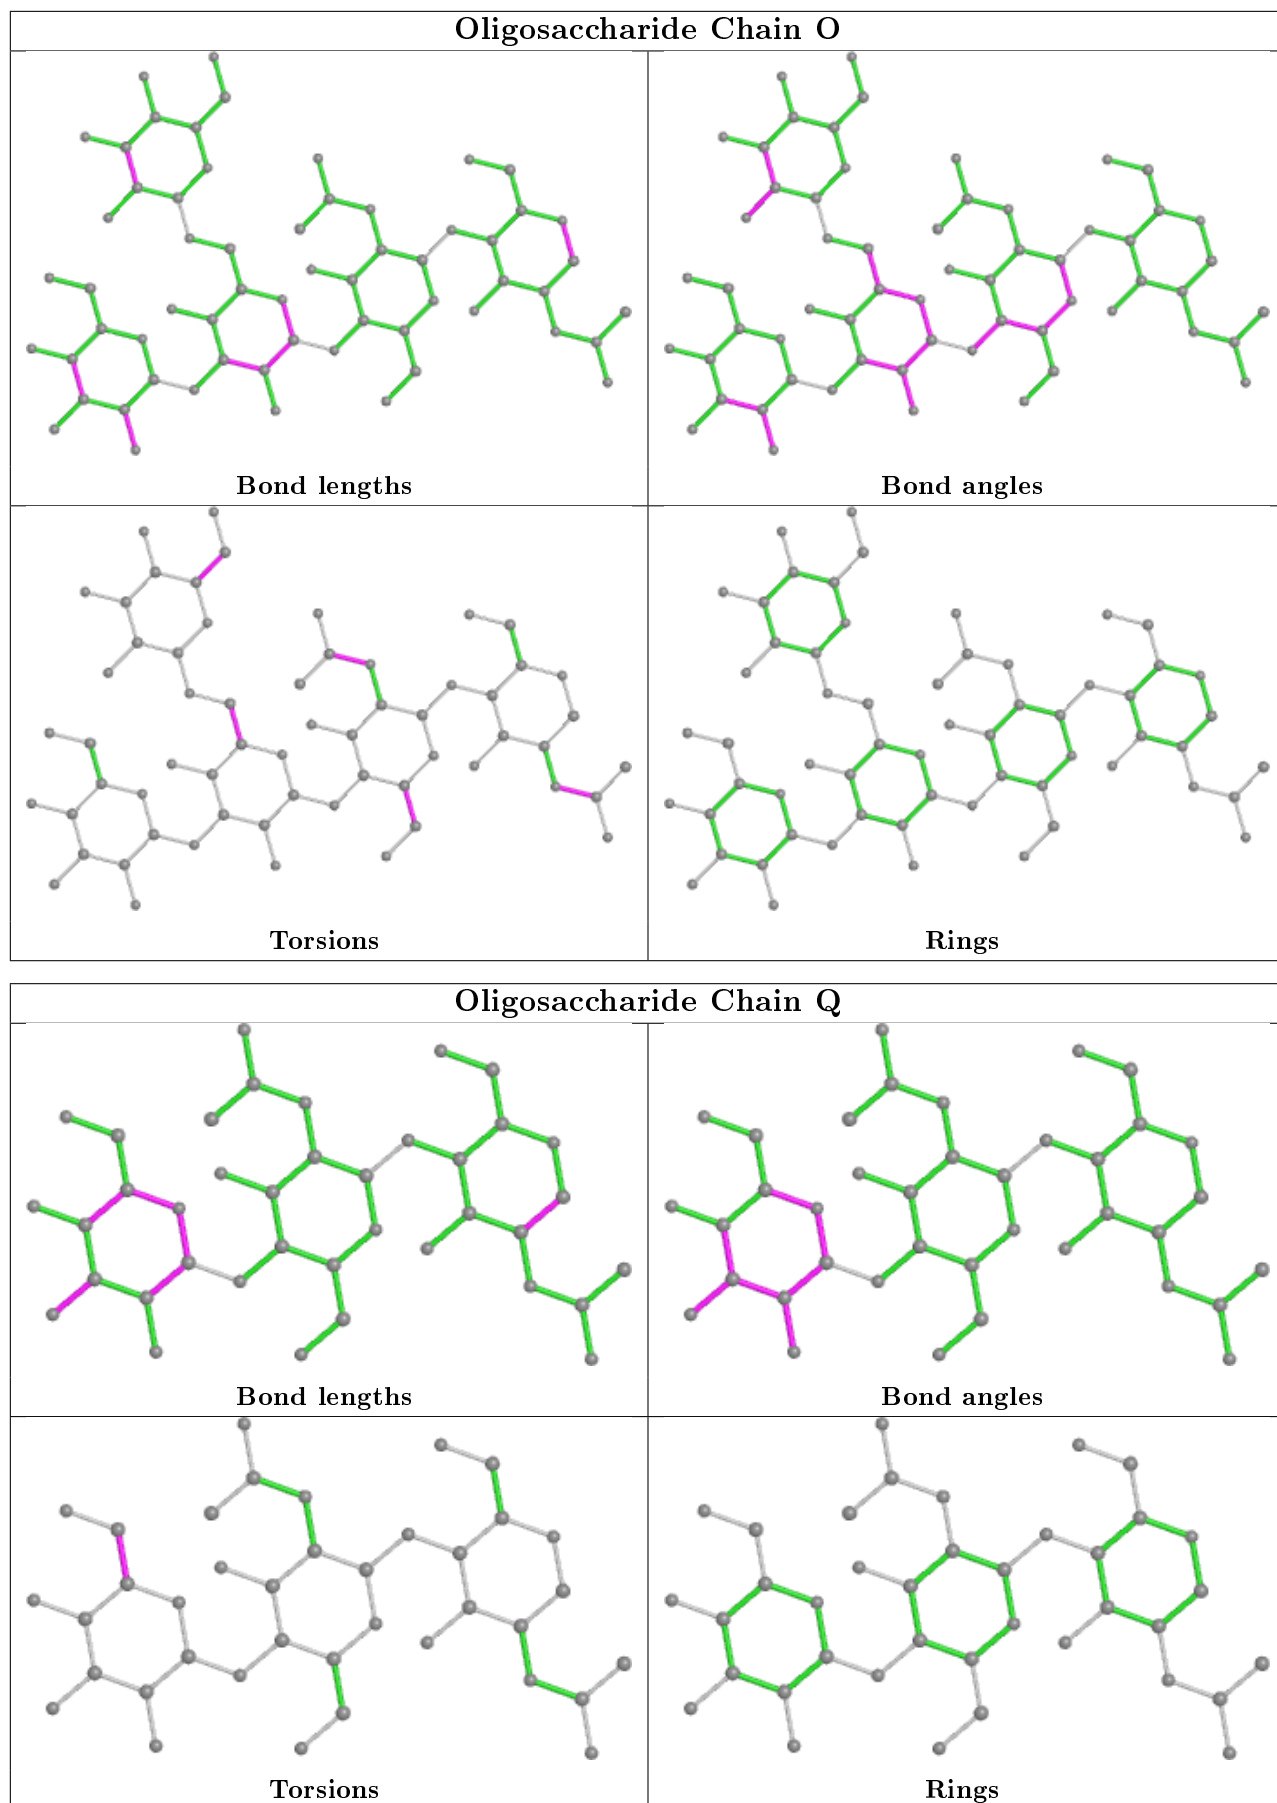 Oligosaccharide Chain O
Bond lengths
Bond angles
Torsions
Rings
Oligosaccharide Chain Q
Bond lengths
Bond angles
Torsions
Rings